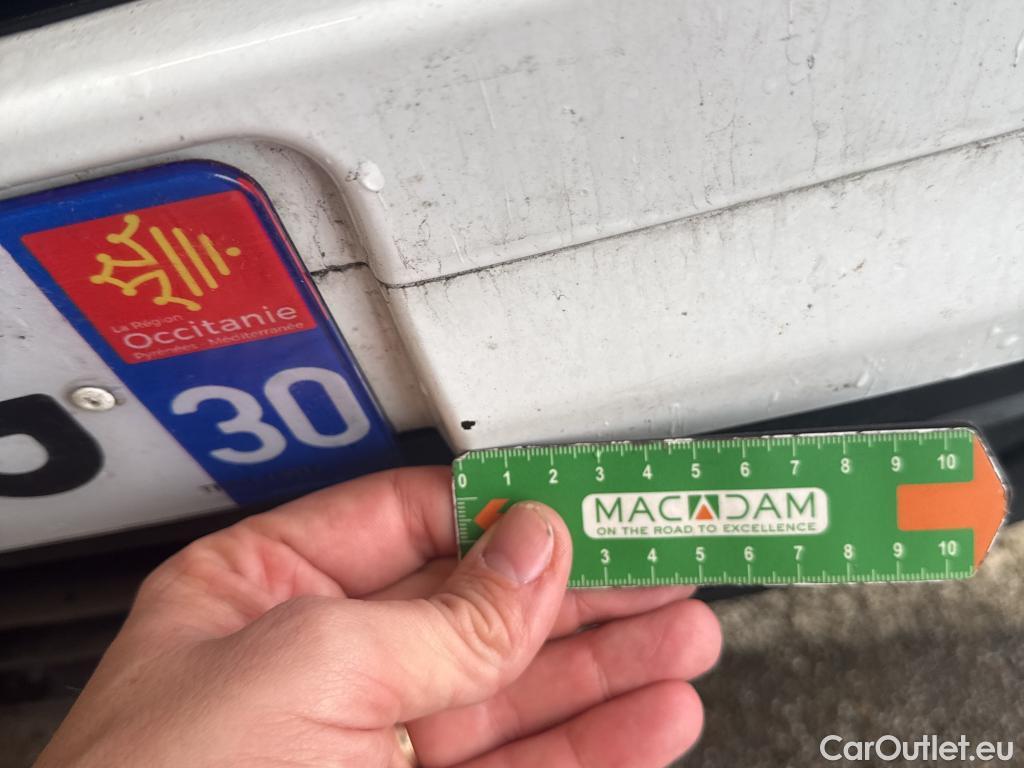 La Région
Occitanie
Pyrénées - Méditerranée
30
0 1 2 3 4 5 6 7 8 9 10
MACADAM
ON THE ROAD TO EXCELLENCE
3 4 5 6 7 8 9 10
CarOutlet.eu